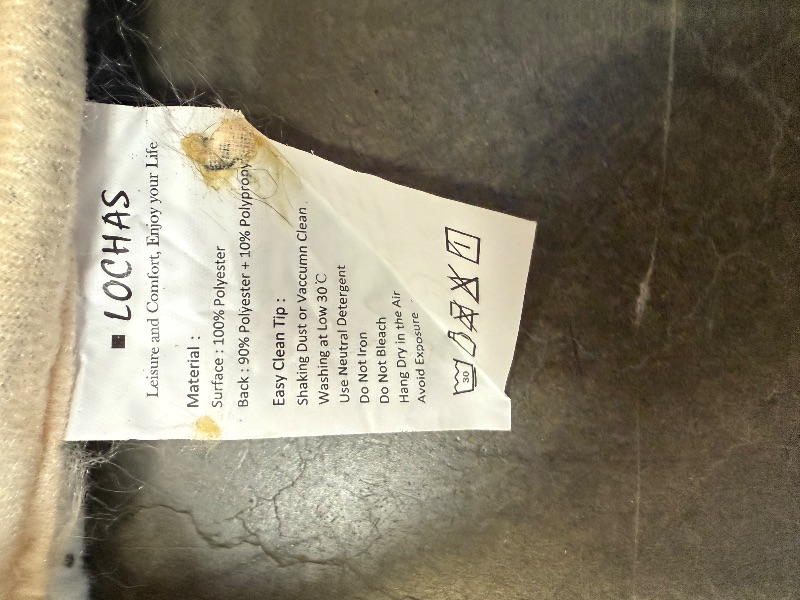 LOCHAS
Leisure and Comfort, Enjoy your Life
Material :
Surface : 100% Polyester
Back : 90% Polyester + 10% Polyprony
Easy Clean Tip :
Shaking Dust or Vaccumn Clean
Washing at Low 30℃
Use Neutral Detergent
Do Not Iron
Do Not Bleach
Hang Dry in the Air
Avoid Exposure
30